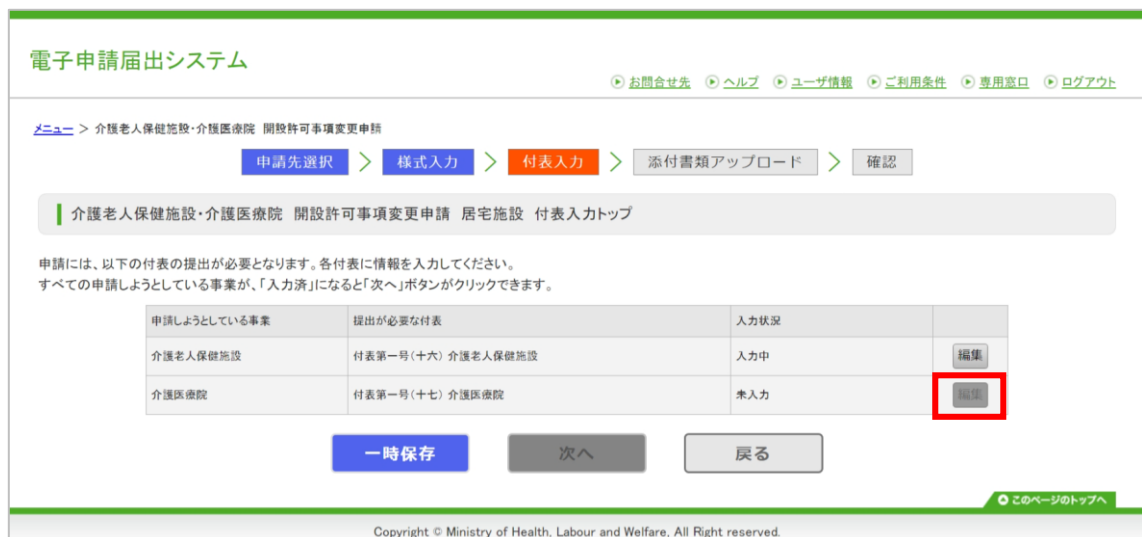 電子申請届出システム
お問合せ先 ヘルプ ユーザ情報 ご利用条件 専用窓口 ログアウト
メニュー > 介護老人保健施設・介護医療院 開設許可事項変更申請
申請先選択 > 様式入力 > 付表入力 > 添付書類アップロード > 確認
介護老人保健施設・介護医療院 開設許可事項変更申請 居宅施設 付表入力トップ
申請には、以下の付表の提出が必要となります。各付表に情報を入力してください。
すべての申請しようとしている事業が、「入力済」になると「次へ」ボタンがクリックできます。
申請しようとしている事業 提出が必要な付表 入力状況
介護老人保健施設 付表第一号(十六) 介護老人保健施設 入力中 編集
介護医療院 付表第一号(十七) 介護医療院 未入力 編集
一時保存 次へ 戻る
このページのトップへ
Copyright © Ministry of Health, Labour and Welfare, All Right reserved.